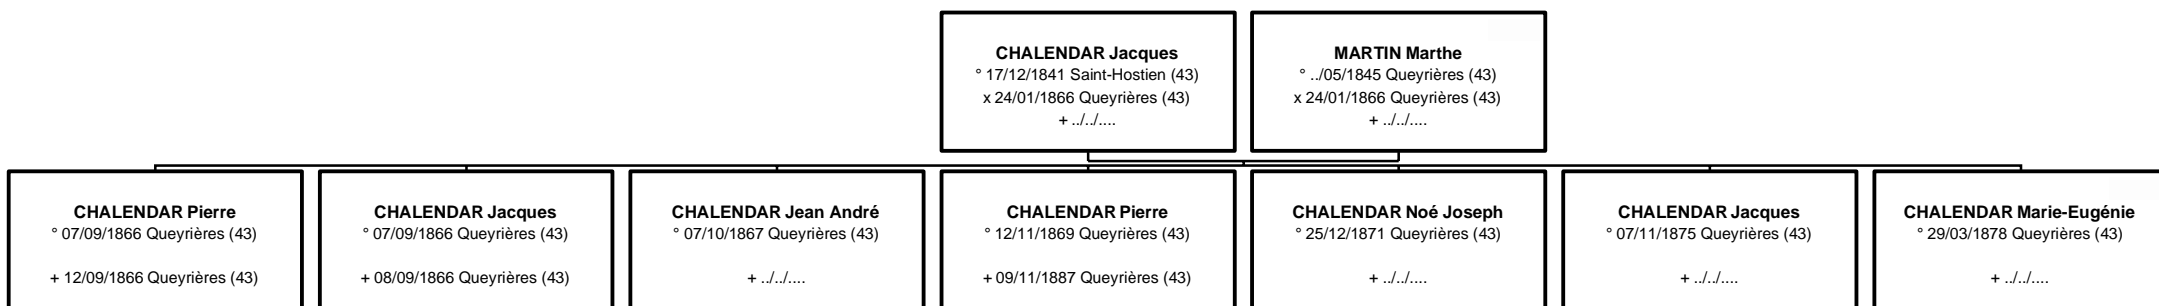 CHALENDAR Jacques
° 17/12/1841 Saint-Hostien (43)
x 24/01/1866 Queyrières (43)
+ ../../....
MARTIN Marthe
° ../05/1845 Queyrières (43)
x 24/01/1866 Queyrières (43)
+ ../../....
CHALENDAR Pierre
° 07/09/1866 Queyrières (43)
+ 12/09/1866 Queyrières (43)
CHALENDAR Jacques
° 07/09/1866 Queyrières (43)
+ 08/09/1866 Queyrières (43)
CHALENDAR Jean André
° 07/10/1867 Queyrières (43)
+ ../../....
CHALENDAR Pierre
° 12/11/1869 Queyrières (43)
+ 09/11/1887 Queyrières (43)
CHALENDAR Noé Joseph
° 25/12/1871 Queyrières (43)
+ ../../....
CHALENDAR Jacques
° 07/11/1875 Queyrières (43)
+ ../../....
CHALENDAR Marie-Eugénie
° 29/03/1878 Queyrières (43)
+ ../../....